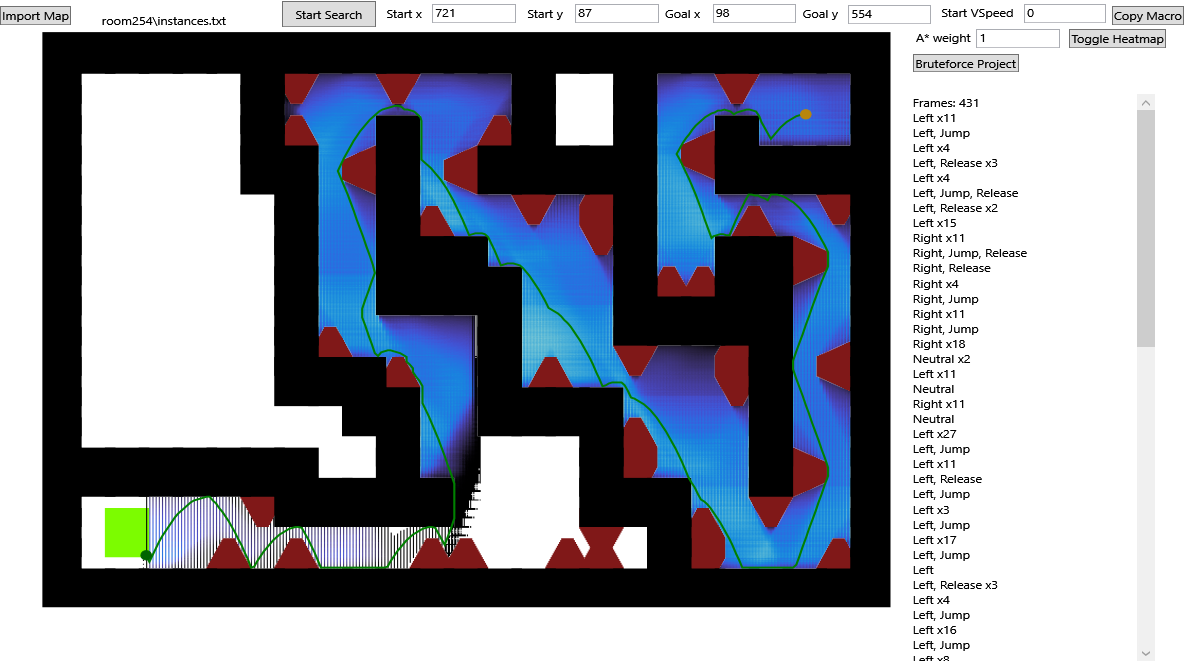 Import Map room254\instances.txt Start Search Start x 721 Start y 87 Goal x 98 Goal y 554 Start VSpeed 0 Copy Macro
A* weight 1 Toggle Heatmap
Bruteforce Project
Frames: 431
Left x11
Left, Jump
Left x4
Left, Release x3
Left x4
Left, Jump, Release
Left, Release x2
Left x15
Right x11
Right, Jump, Release
Right, Release
Right x4
Right, Jump
Right x11
Right, Jump
Right x18
Neutral x2
Left x11
Neutral
Right x11
Neutral
Left x27
Left, Jump
Left x11
Left, Release
Left, Jump
Left x3
Left, Jump
Left x17
Left, Jump
Left
Left, Release x3
Left x4
Left, Jump
Left x16
Left, Jump
Left x8